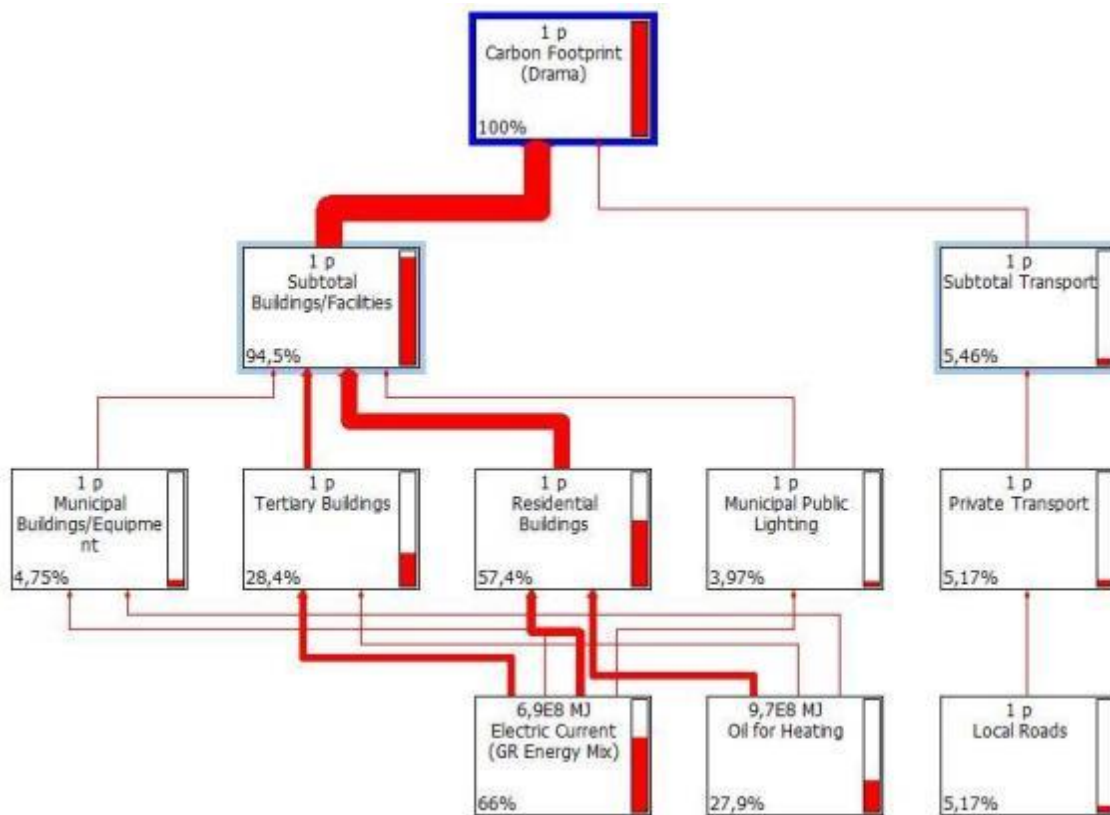 1 p
Carbon Footprint
(Drama)
100%
1 p
Subtotal
Buildings/Facilities
94,5%
1 p
Subtotal Transport
5,46%
1 p
Municipal
Buildings/Equipme
nt
4,75%
1 p
Tertiary Buildings
28,4%
1 p
Residential
Buildings
57,4%
1 p
Municipal Public
Lighting
3,97%
1 p
Private Transport
5,17%
6,9E8 MJ
Electric Current
(GR Energy Mix)
66%
9,7E8 MJ
Oil for Heating
27,9%
1 p
Local Roads
5,17%